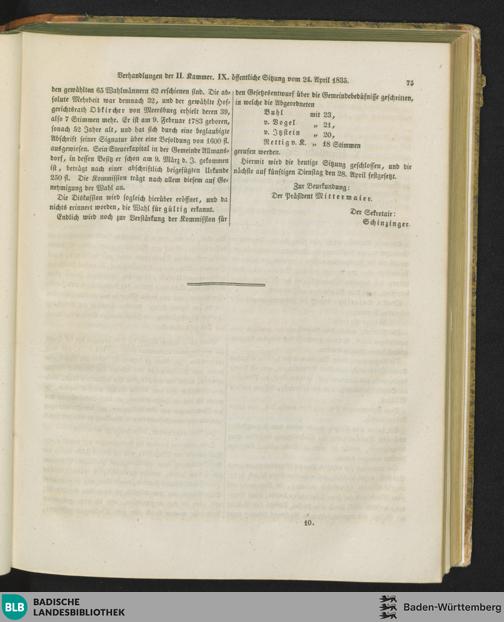 Verhandlungen der II. Kammer. IX. öffentliche Sitzung vom 24. April 1835. 75
den gewählten 65 Wahlmännern 62 erschienen sind. Die ab-
solute Mehrheit war demnach 32, und der gewählte Hof-
gerichtsrath Obkircher von Meersburg erhielt deren 39,
also 7 Stimmen mehr. Er ist am 9. Februar 1783 geboren,
sonach 52 Jahre alt, und hat sich durch eine beglaubigte
Abschrift seiner Signatur über eine Besoldung von 1600 fl.
ausgewiesen. Sein Steuerkapital in der Gemeinde Allmanns-
dorf, in dessen Besitz er schon am 9. März d. J. gekommen
ist, beträgt nach einer abschriftlich beigefügten Urkunde
250 fl. Die Kommission trägt nach allem diesem auf Ge-
nehmigung der Wahl an.
Die Diskussion wird sogleich hierüber eröffnet, und da
nichts erinnert worden, die Wahl für gültig erkannt.
Endlich wird noch zur Verstärkung der Kommission für
den Gesetzesentwurf über die Gemeindebedürfnisse geschritten,
in welche die Abgeordneten
Buhl mit 23,
v. Vogel „ 21,
v. Itzstein „ 20,
Rettig v. K. „ 18 Stimmen
gerufen werden.
Hiermit wird die heutige Sitzung geschlossen, und die
nächste auf künftigen Dienstag den 28. April festgesetzt.
Zur Beurkundung:
Der Präsident Mittermaier.
Der Sekretair:
Schinzinger.
10.
BLB BADISCHE
LANDESBIBLIOTHEK
Baden-Württemberg